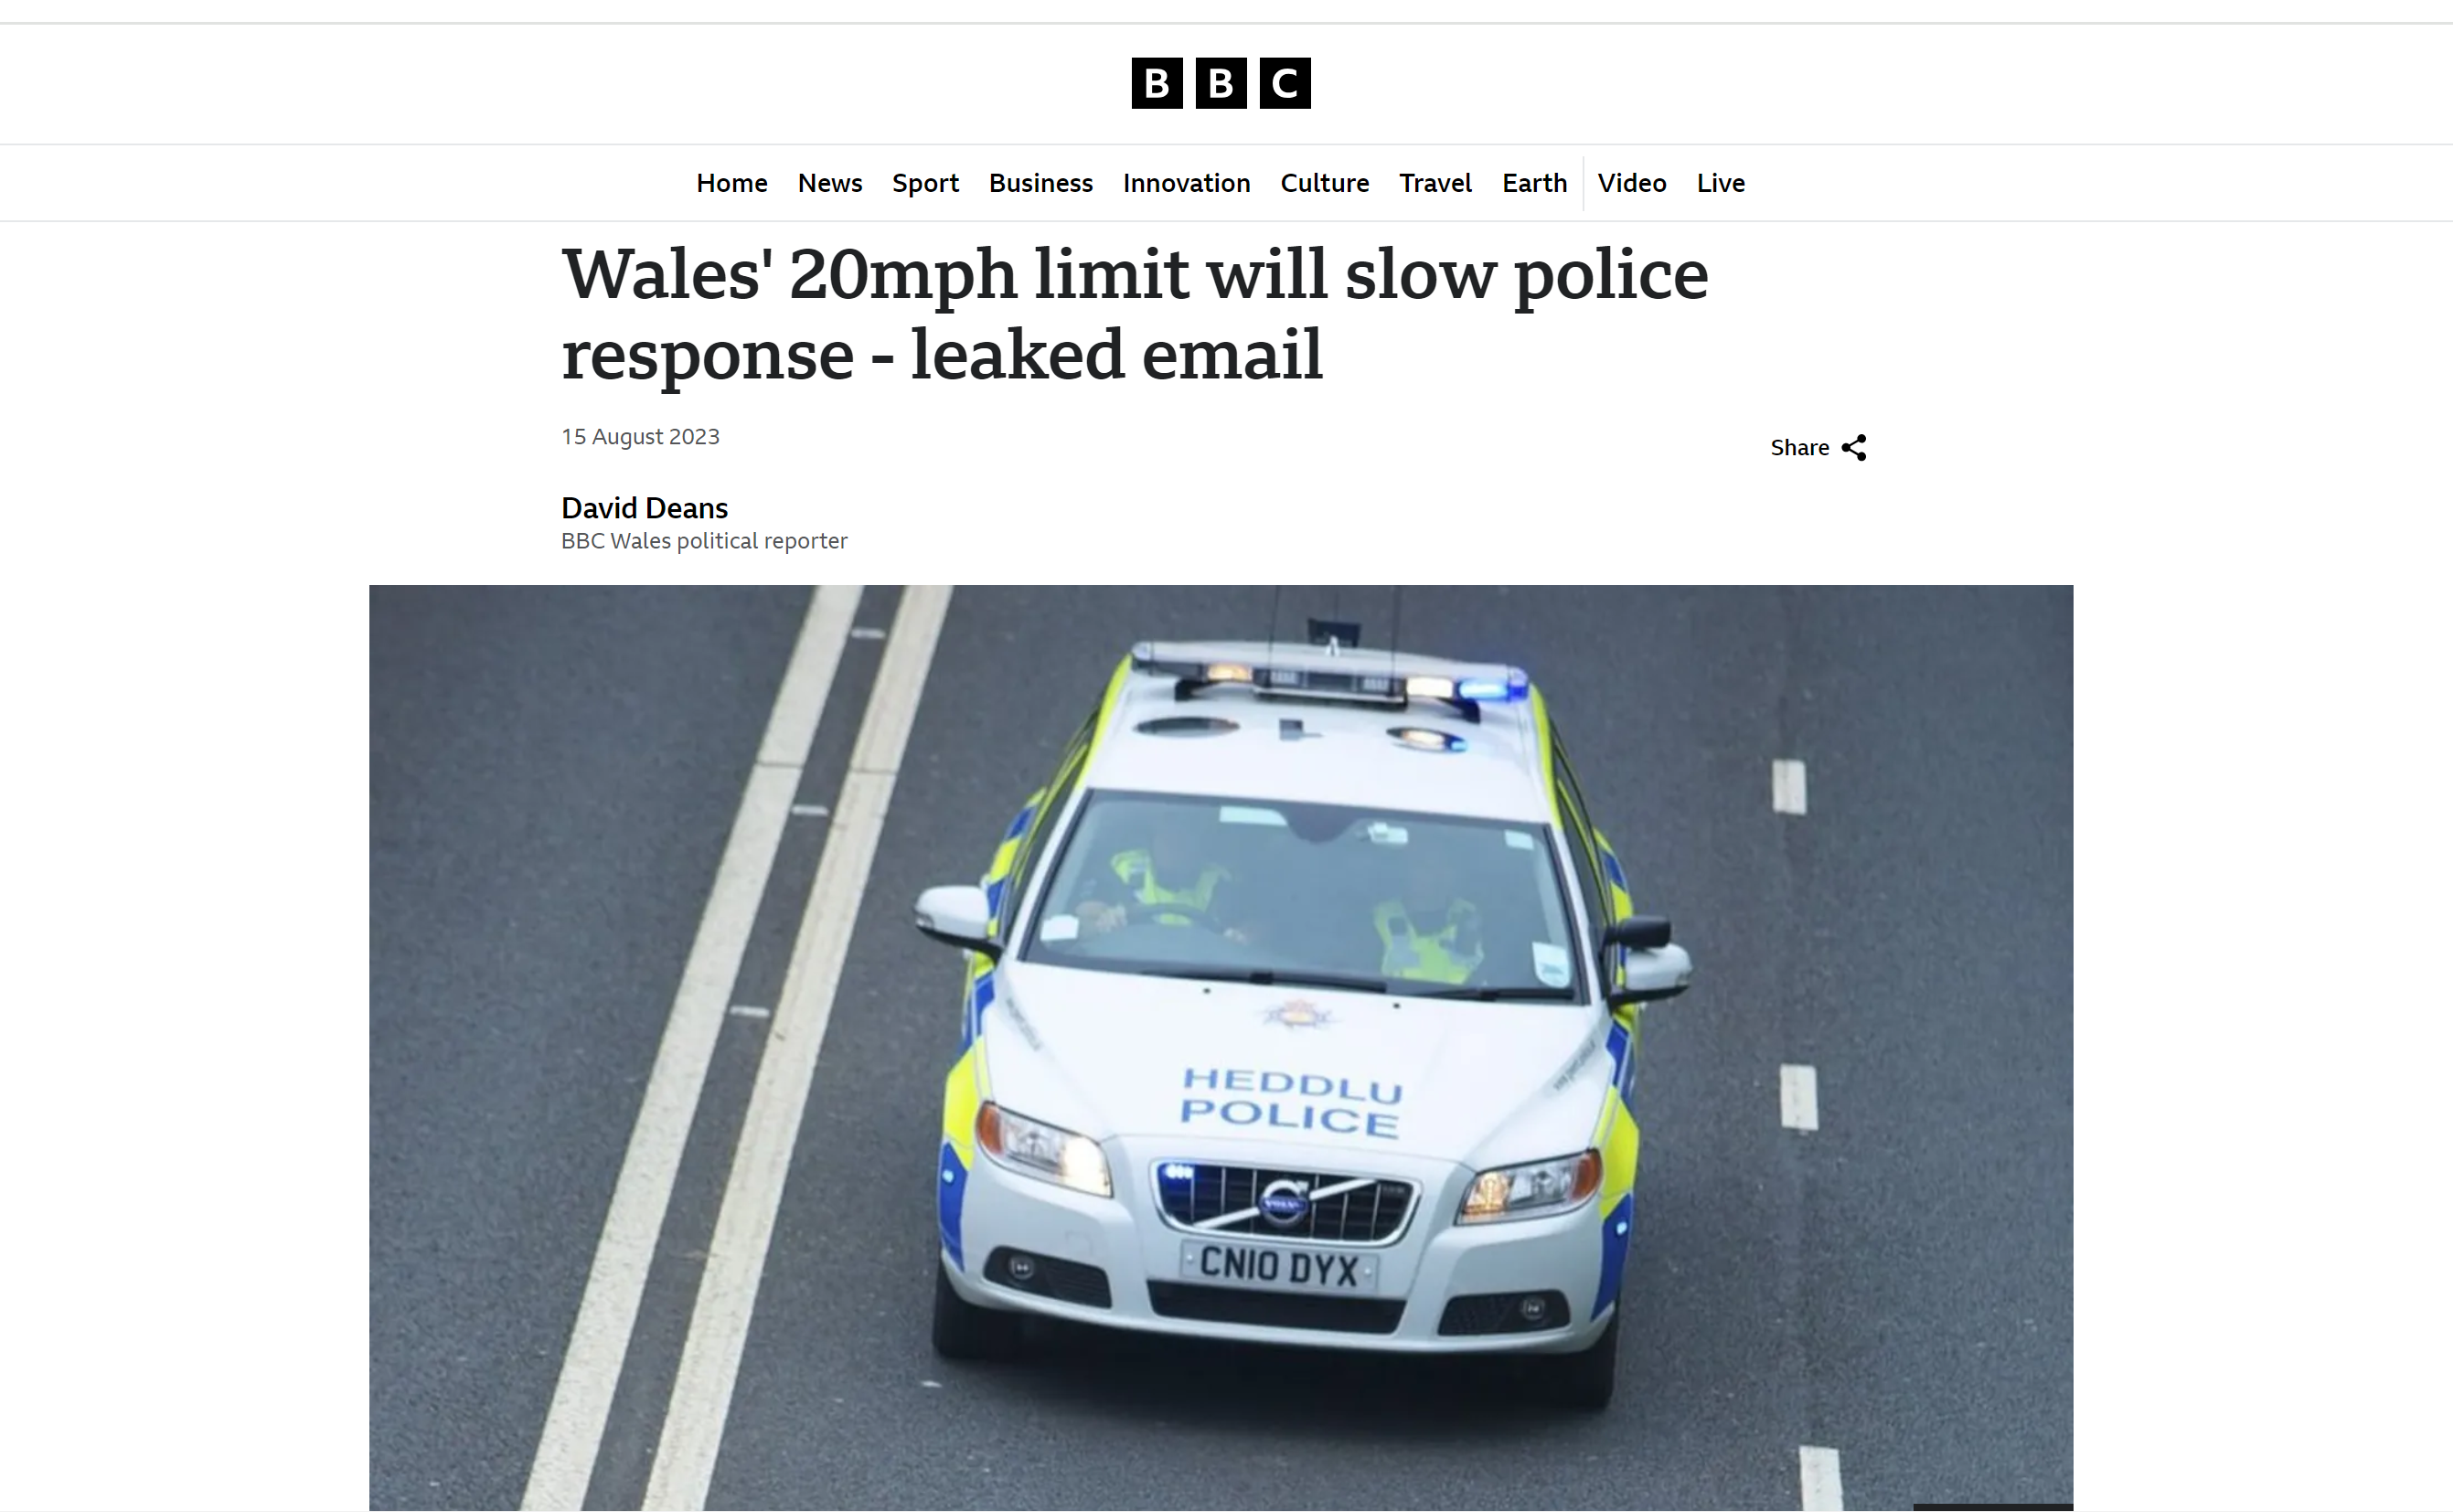 BBC
Home News Sport Business Innovation Culture Travel Earth Video Live
Wales' 20mph limit will slow police
response - leaked email
15 August 2023
Share
David Deans
BBC Wales political reporter
HEDDLU
POLICE
VOLVO
CN10 DYX